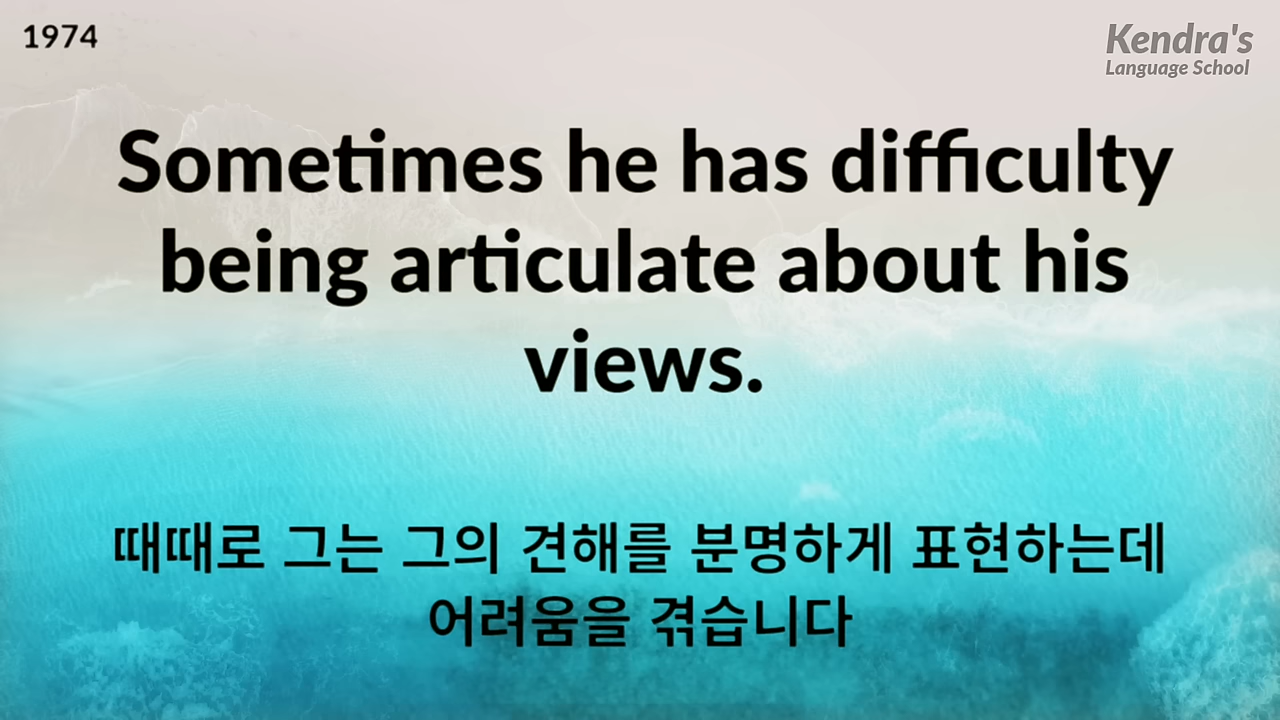 1974
Kendra's
Language School
Sometimes he has difficulty
being articulate about his
views.
때때로 그는 그의 견해를 분명하게 표현하는데
어려움을 겪습니다